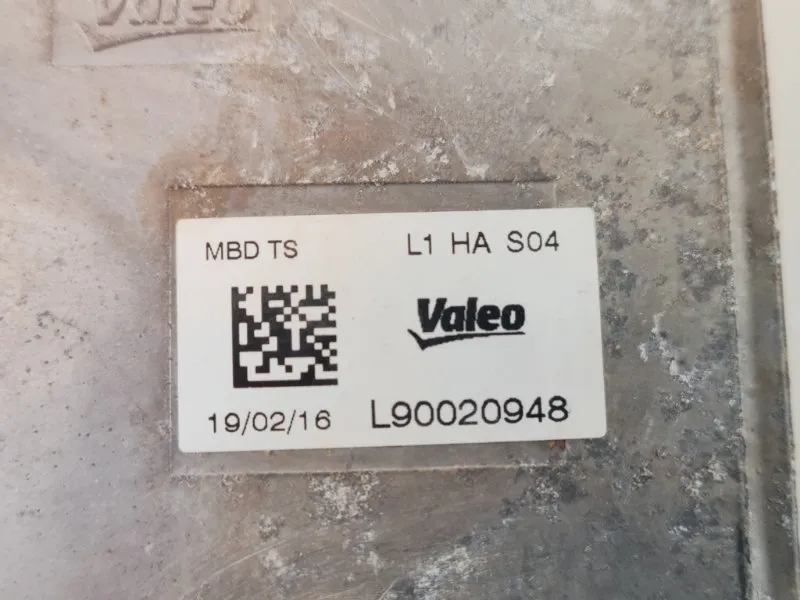 Valeo
MBD TS L1 HA S04
Valeo
19/02/16 L90020948